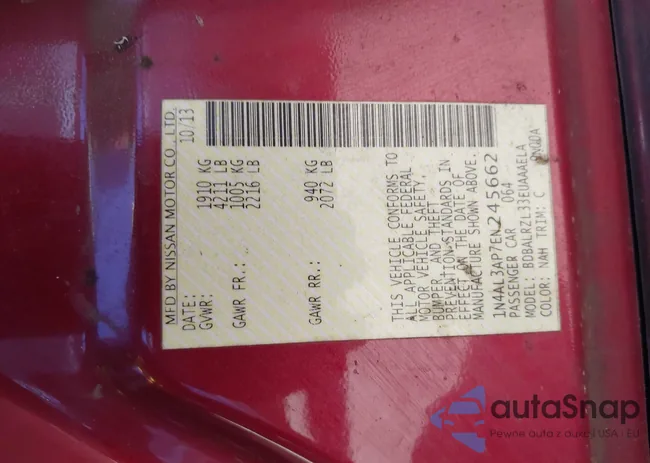 MFD BY NISSAN MOTOR CO., LTD.
DATE: 10/13
GVWR: 1910 KG
4211 LB
GAWR FR.: 1005 KG
2216 LB
GAWR RR.: 940 KG
2072 LB
THIS VEHICLE CONFORMS TO
ALL APPLICABLE FEDERAL
MOTOR VEHICLE SAFETY,
BUMPER AND THEFT
PREVENTION STANDARDS IN
EFFECT ON THE DATE OF
MANUFACTURE SHOWN ABOVE.
1N4AL3AP7EN245662
PASSENGER CAR 064
MODEL: BDBALRZL33EUAAAELA
COLOR: NAH TRIM: C
autaSnap
Pewne auta z aukcji USA - EU